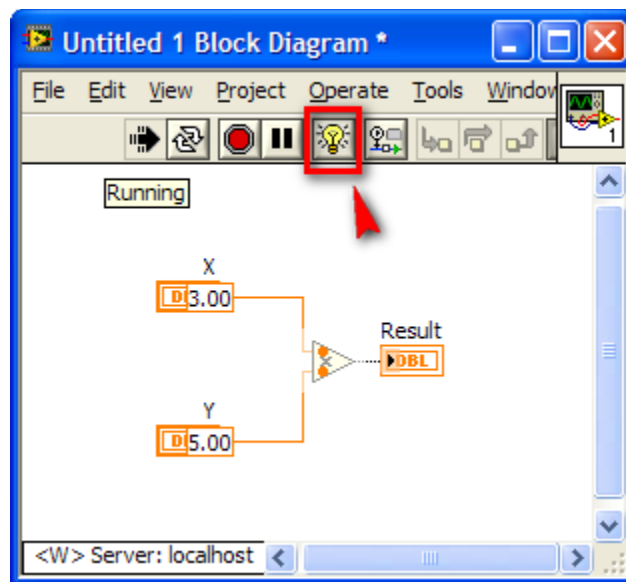 Untitled 1 Block Diagram *
File Edit View Project Operate Tools Window
1
Running
X
D 3.00
Result
DBL
Y
D 5.00
<W> Server: localhost